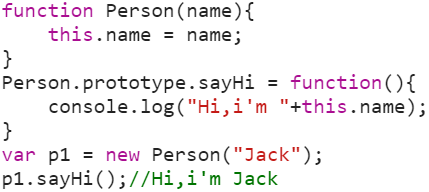 function Person(name){
    this.name = name;
}
Person.prototype.sayHi = function(){
    console.log("Hi,i'm "+this.name);
}
var p1 = new Person("Jack");
p1.sayHi();//Hi,i'm Jack